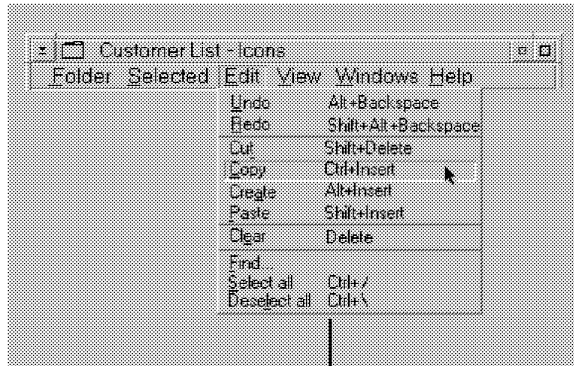 Customer List - Icons
Folder Selected Edit View Windows Help
Undo Alt+Backspace
Redo Shift+Alt+Backspace
Cut Shift+Delete
Copy Ctrl+Insert
Create Alt+Insert
Paste Shift+Insert
Clear Delete
Find...
Select all Ctrl+/
Deselect all Ctrl+\